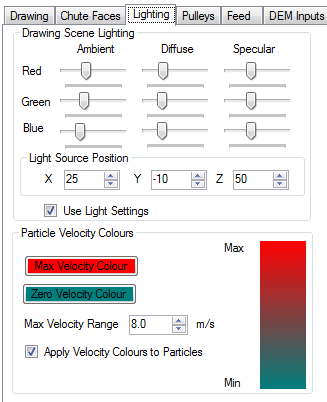 Drawing Chute Faces Lighting Pulleys Feed DEM Inputs
Drawing Scene Lighting
Ambient Diffuse Specular
Red
Green
Blue
Light Source Position
X 25 Y -10 Z 50
Use Light Settings
Particle Velocity Colours
Max Velocity Colour
Zero Velocity Colour
Max Velocity Range 8.0 m/s
Apply Velocity Colours to Particles
Max
Min